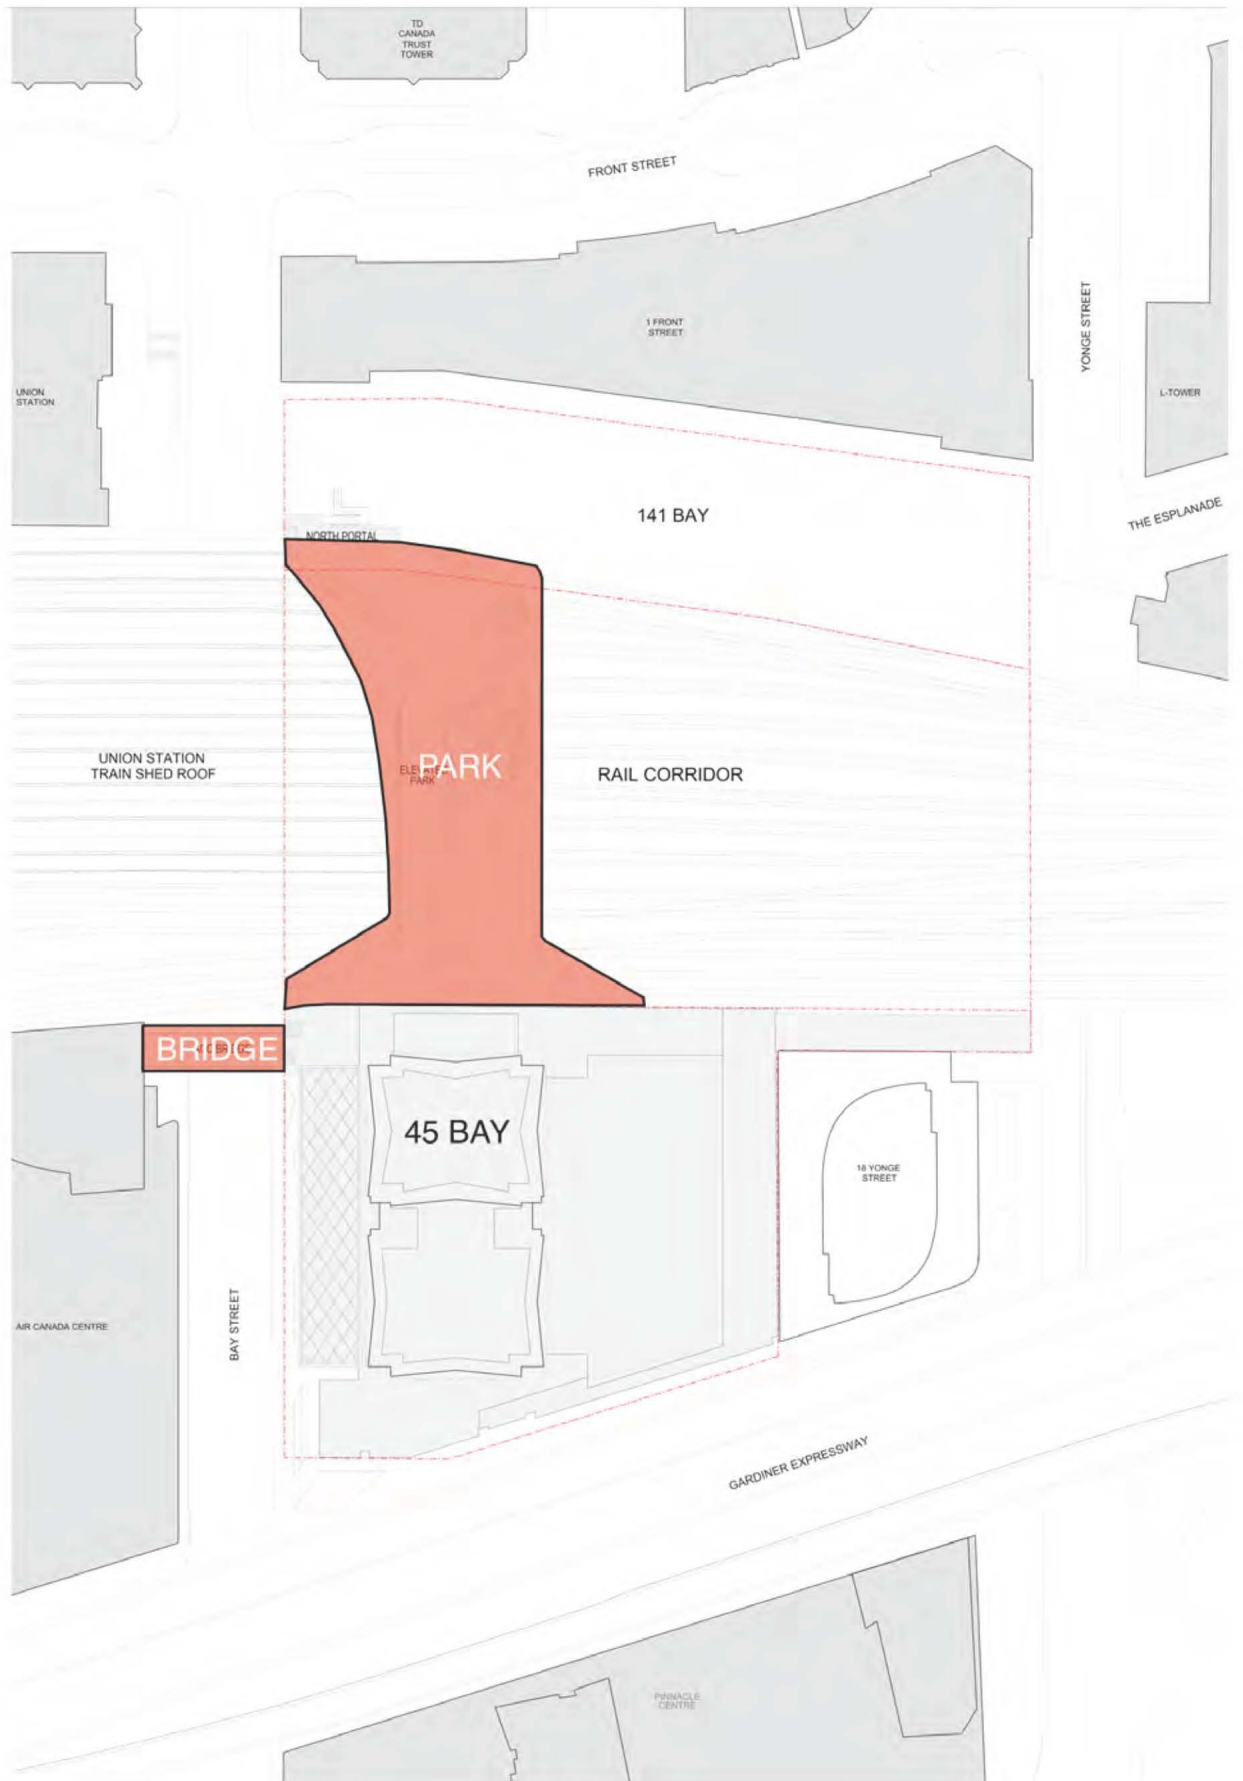 TD
CANADA
TRUST
TOWER
FRONT STREET
1 FRONT
STREET
YONGE STREET
UNION
STATION
L-TOWER
141 BAY
THE ESPLANADE
NORTH PORTAL
UNION STATION
TRAIN SHED ROOF
PARK
ELEVATED
PARK
RAIL CORRIDOR
BRIDGE
45 BAY
18 YONGE
STREET
AIR CANADA CENTRE
BAY STREET
GARDINER EXPRESSWAY
PINNACLE
CENTRE